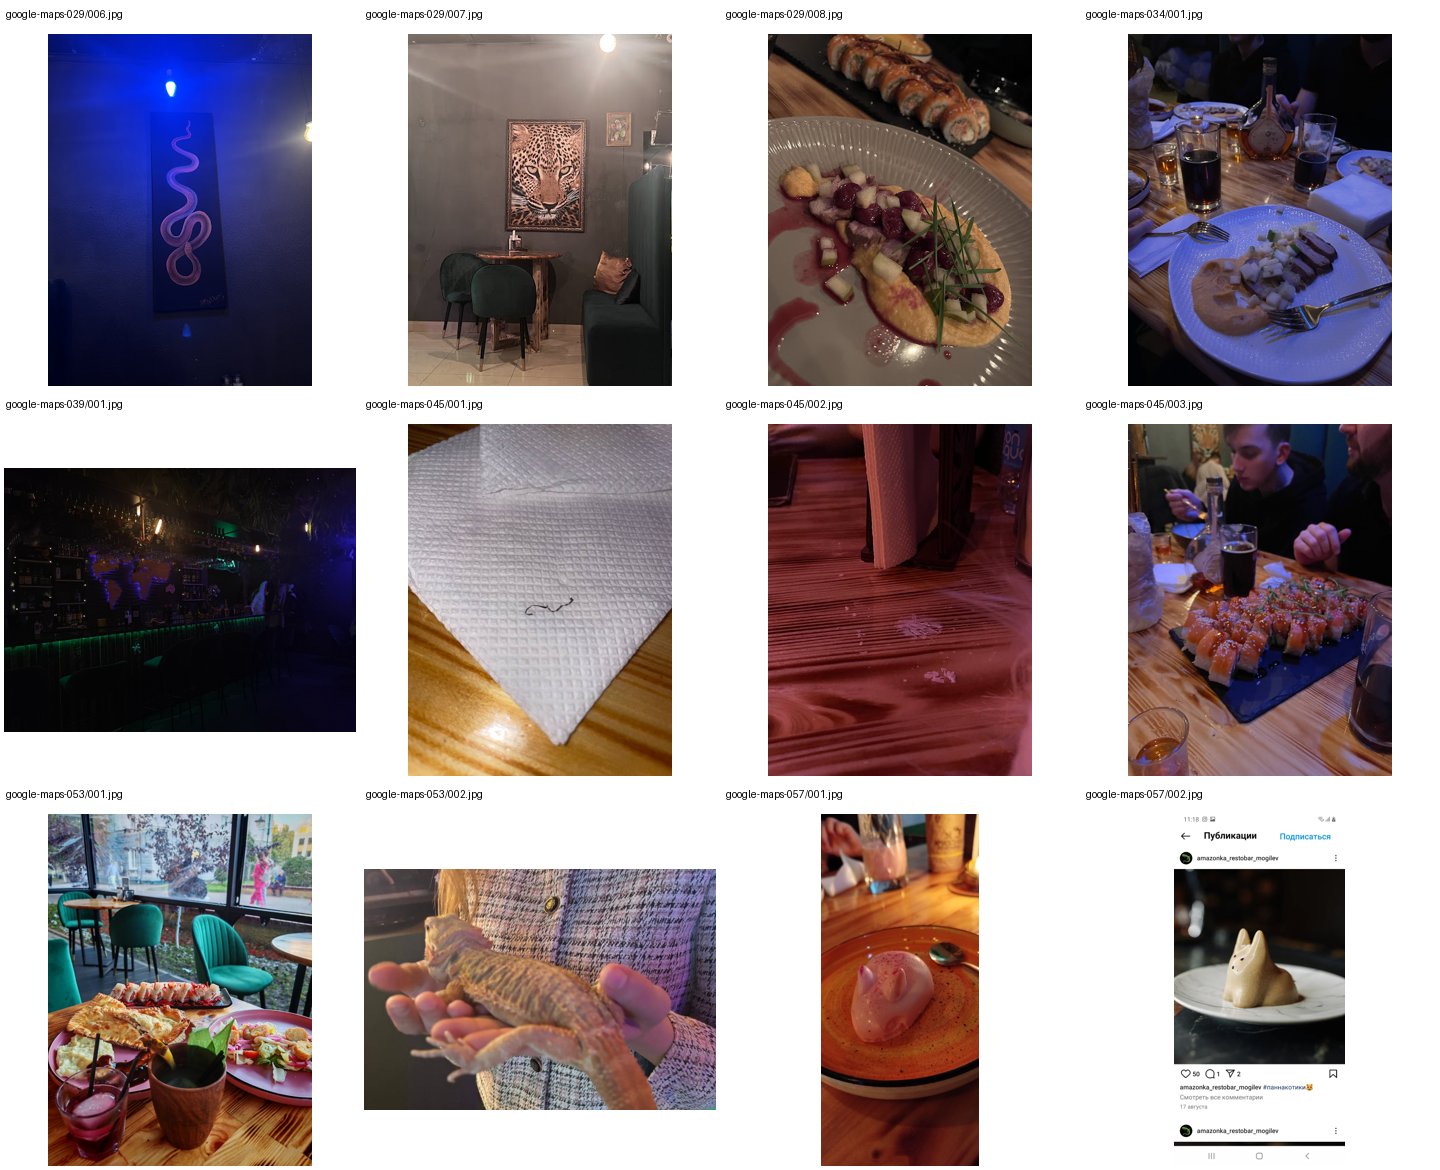 google-maps-029/006.jpg
google-maps-029/007.jpg
google-maps-029/008.jpg
google-maps-034/001.jpg
google-maps-039/001.jpg
google-maps-045/001.jpg
google-maps-045/002.jpg
google-maps-045/003.jpg
google-maps-053/001.jpg
google-maps-053/002.jpg
google-maps-057/001.jpg
google-maps-057/002.jpg
11:18
Публикации
Подписаться
amazonka_restobar_mogilev
50 1 2
amazonka_restobar_mogilev #паннакотики
Смотреть все комментарии
17 августа
amazonka_restobar_mogilev